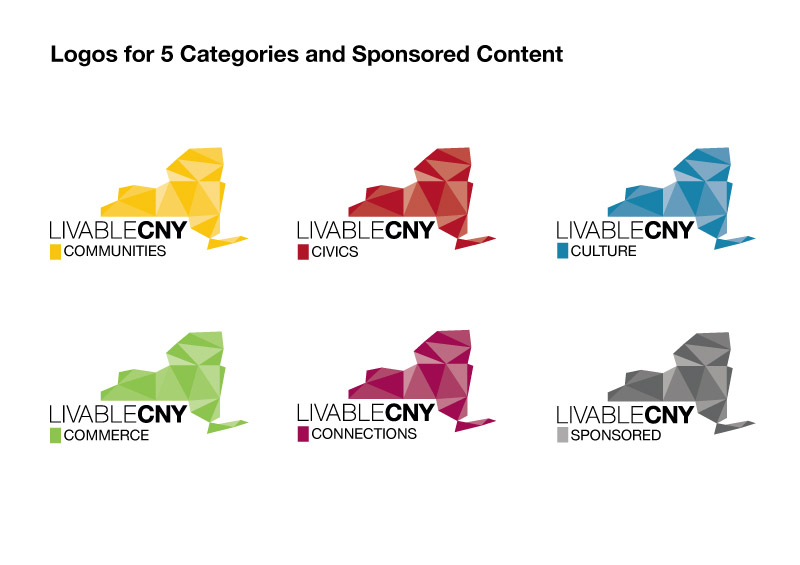 Logos for 5 Categories and Sponsored Content
LIVABLECNY
COMMUNITIES
LIVABLECNY
CIVICS
LIVABLECNY
CULTURE
LIVABLECNY
COMMERCE
LIVABLECNY
CONNECTIONS
LIVABLECNY
SPONSORED